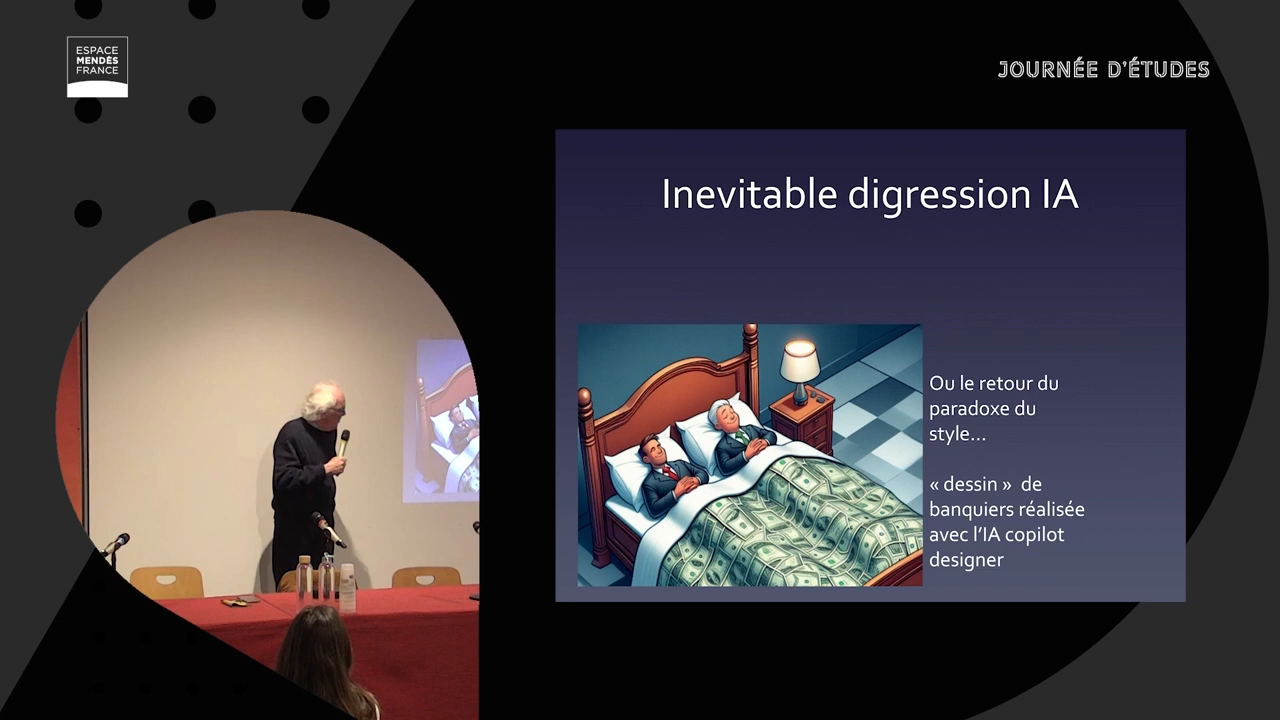 ESPACE
MENDÈS
FRANCE
JOURNÉE D'ÉTUDES
Inevitable digression IA
Ou le retour du
paradoxe du
style...
« dessin » de
banquiers réalisée
avec l'IA copilot
designer